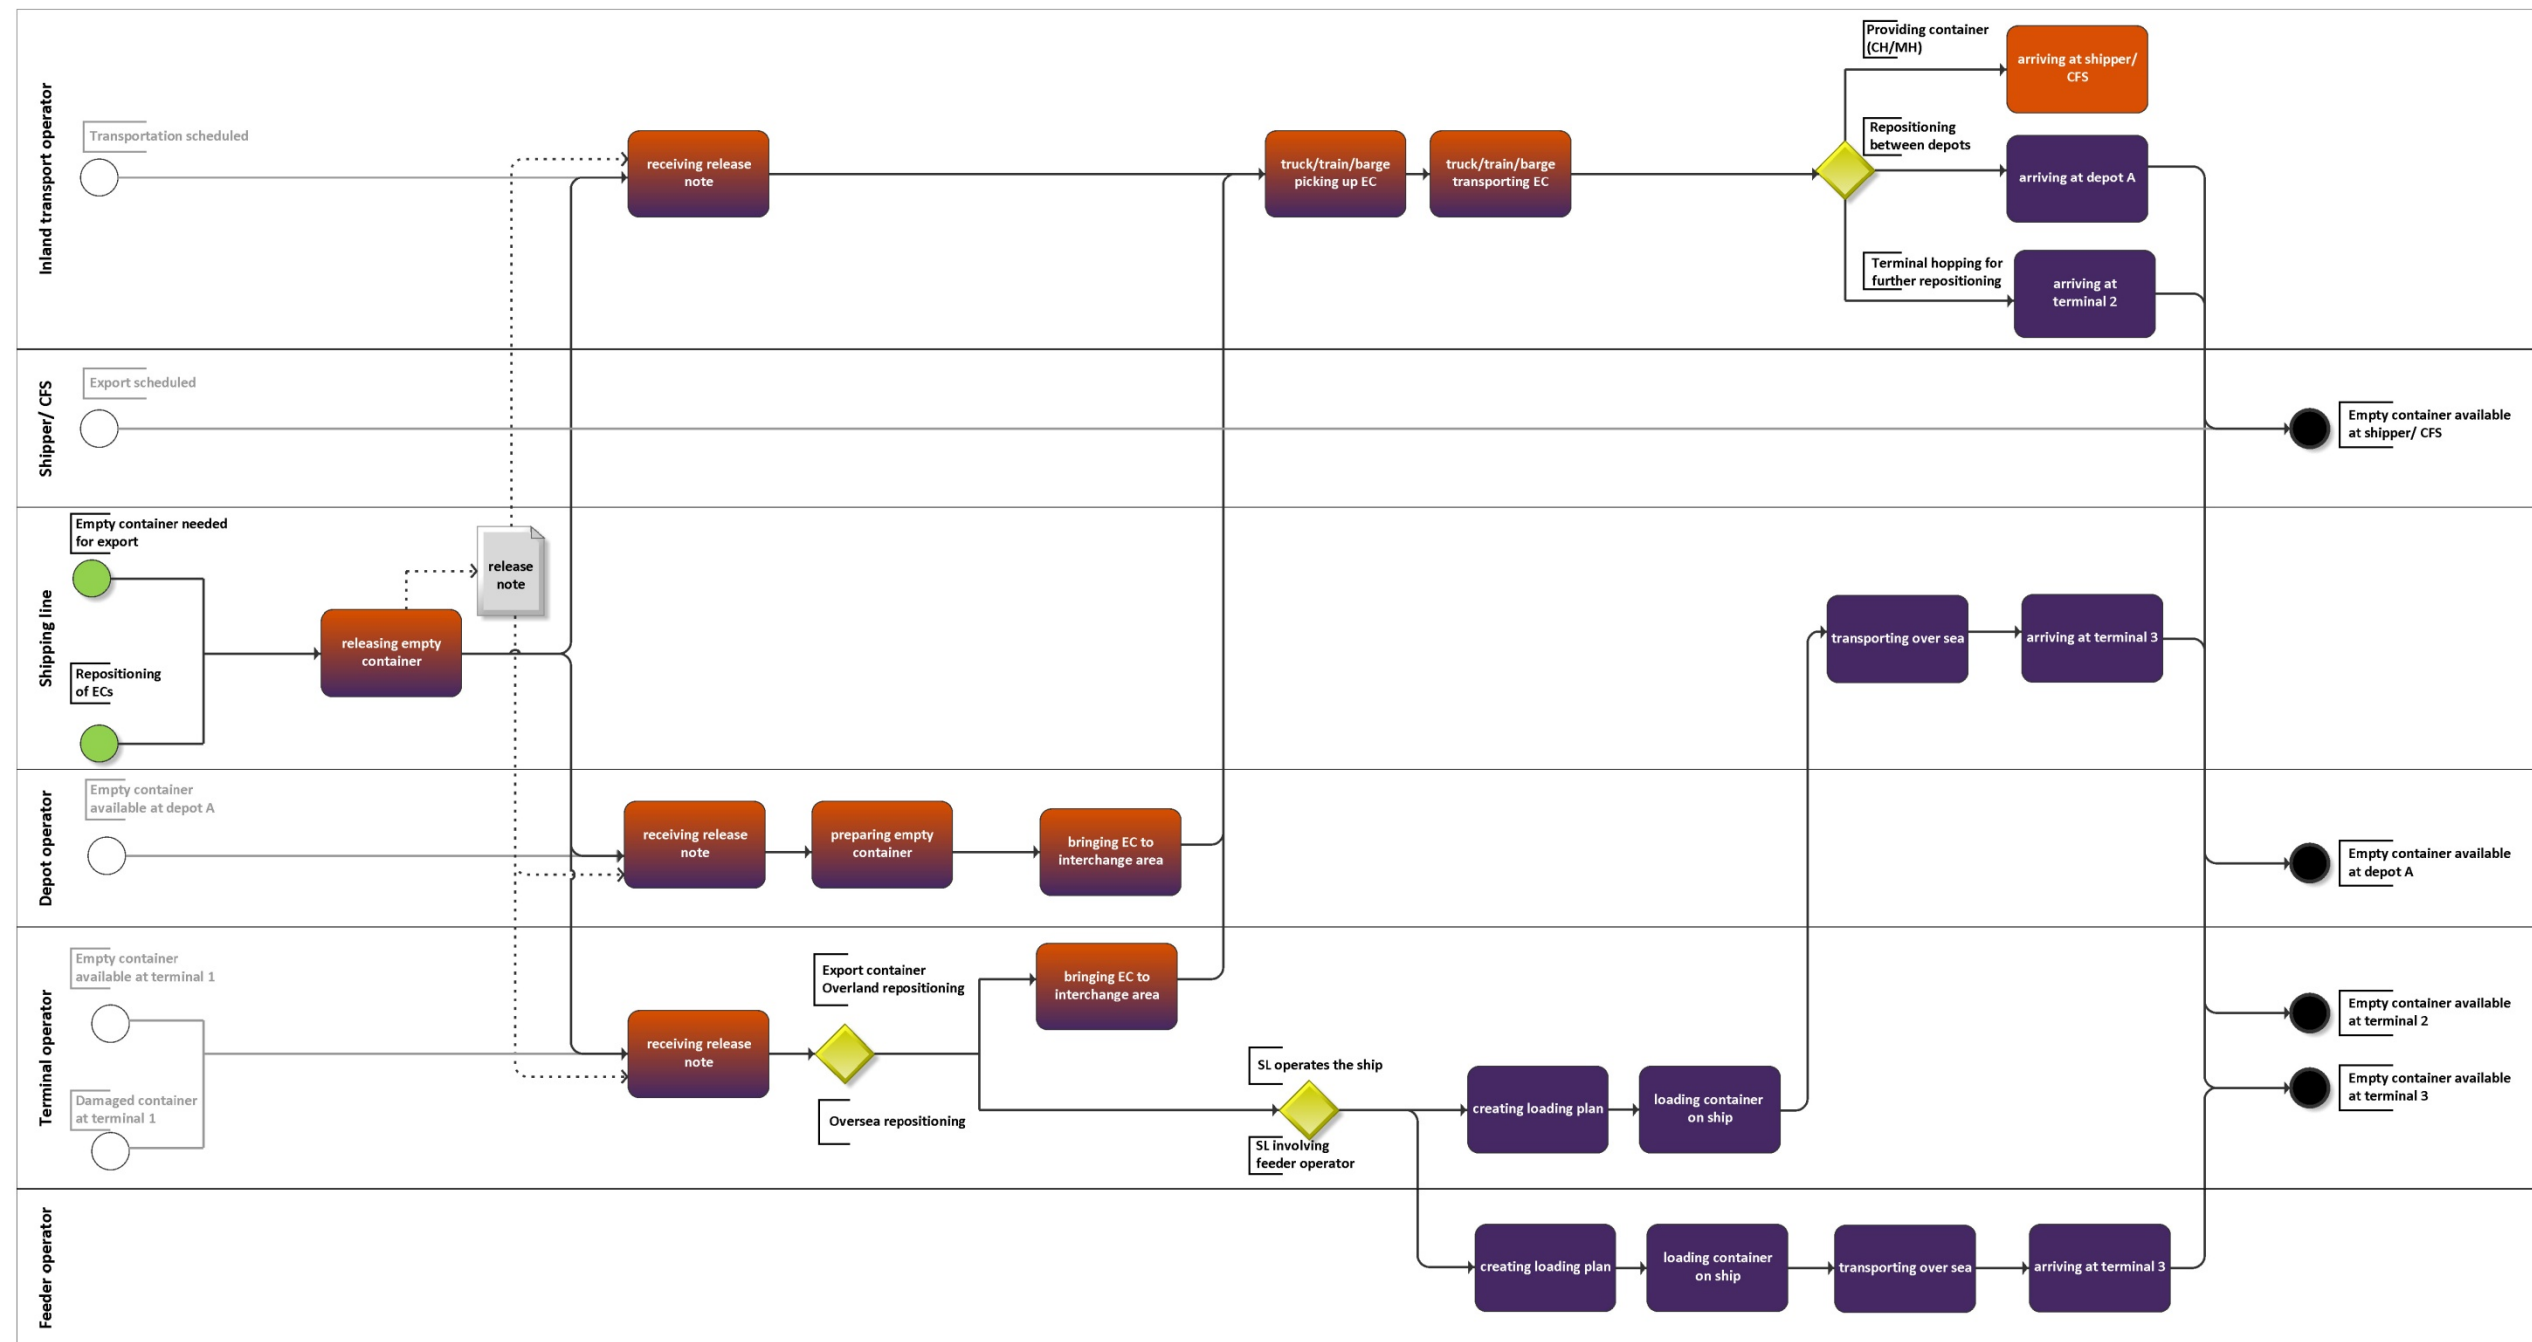 Inland transport operator
Transportation scheduled
receiving release
note
truck/train/barge
picking up EC
truck/train/barge
transporting EC
Providing container
(CH/MH)
arriving at shipper/
CFS
Repositioning
between depots
arriving at depot A
Terminal hopping for
further repositioning
arriving at
terminal 2
Shipper/ CFS
Export scheduled
Empty container available
at shipper/ CFS
Shipping line
Empty container needed
for export
Repositioning
of ECs
releasing empty
container
release
note
transporting over sea
arriving at terminal 3
Depot operator
Empty container
available at depot A
receiving release
note
preparing empty
container
bringing EC to
interchange area
Empty container available
at depot A
Terminal operator
Empty container
available at terminal 1
Damaged container
at terminal 1
receiving release
note
Export container
Overland repositioning
Oversea repositioning
bringing EC to
interchange area
SL operates the ship
SL involving
feeder operator
creating loading plan
loading container
on ship
Empty container available
at terminal 2
Empty container available
at terminal 3
Feeder operator
creating loading plan
loading container
on ship
transporting over sea
arriving at terminal 3